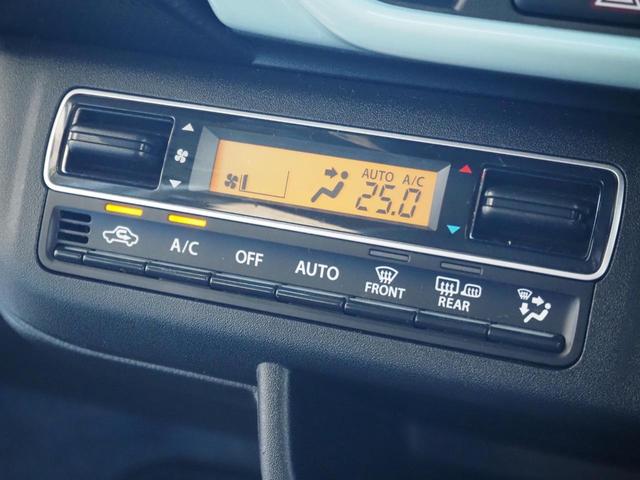 AUTO A/C
25.0
A/C
OFF
AUTO
FRONT
REAR